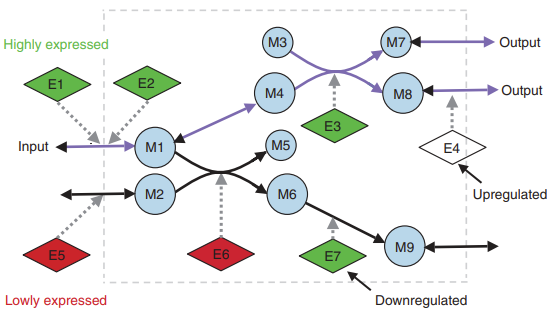 Highly expressed
M3
M7
Output
E1
E2
M4
M8
Output
E3
Input
M1
M5
E4
M2
M6
Upregulated
E5
E6
E7
M9
Lowly expressed
Downregulated